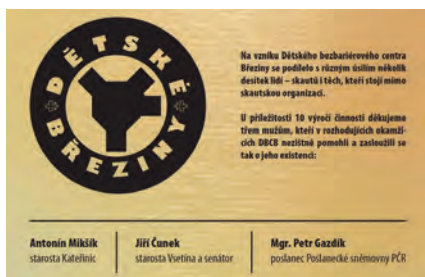 DĚTSKÉ
BŘEZINY
Na vzniku Dětského bezbariérového centra
Březiny se podílelo s různým úsilím několik
desítek lidí – skautů i těch, kteří stojí mimo
skautskou organizaci.
U příležitosti 10 výročí činnosti děkujeme
třem mužům, kteří v rozhodujících okamži-
cích DBCB nezištně pomohli a zasloužili se
tak o jeho existenci:
Antonín Mikšík
starosta Kateřinic
Jiří Čunek
starosta Vsetína a senátor
Mgr. Petr Gazdík
poslanec Poslanecké sněmovny PČR